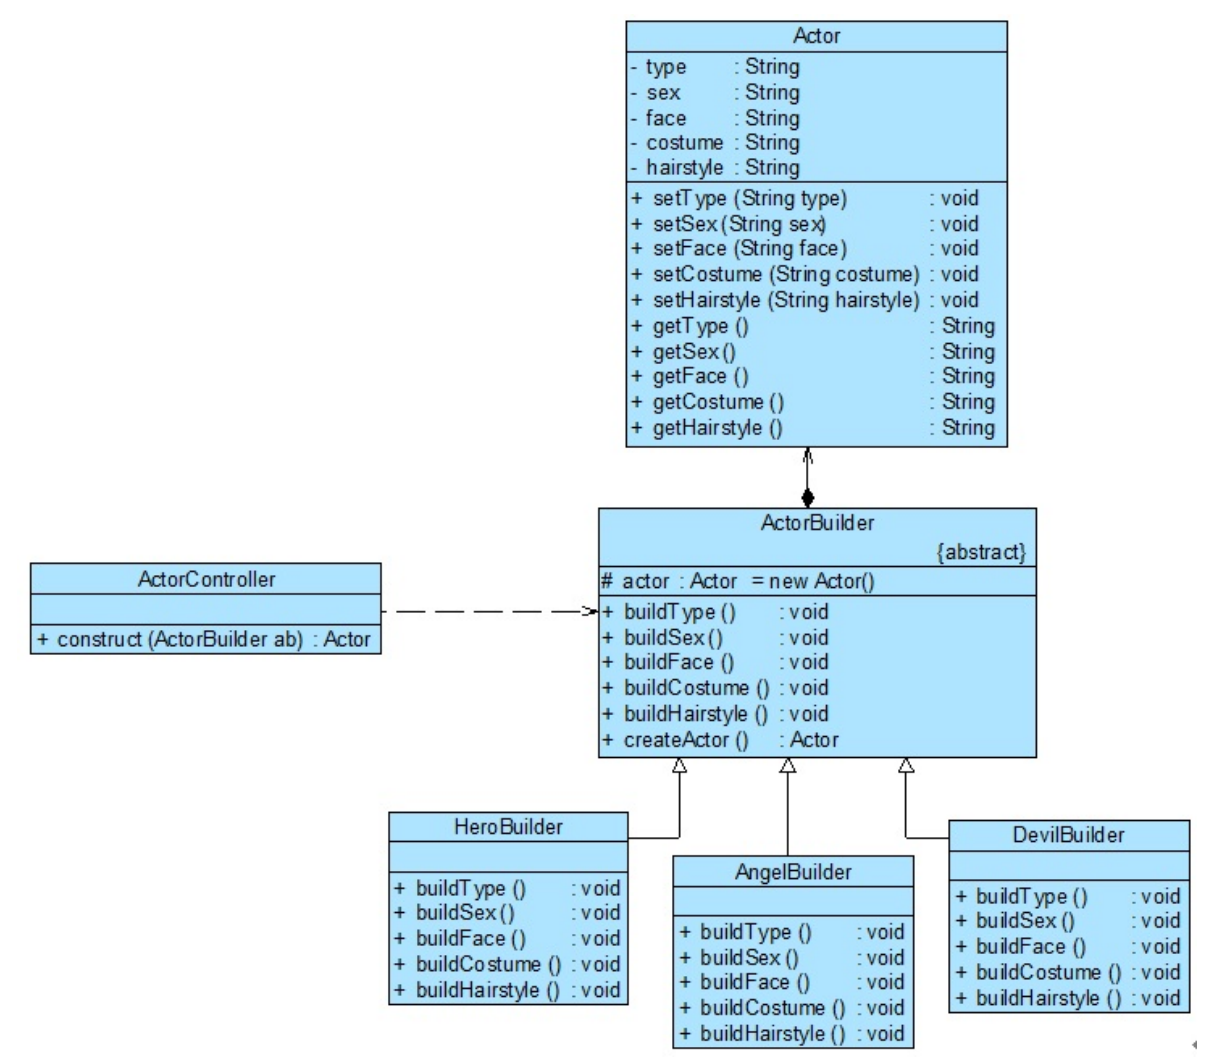 Actor
- type : String
- sex : String
- face : String
- costume : String
- hairstyle : String
+ setType (String type) : void
+ setSex (String sex) : void
+ setFace (String face) : void
+ setCostume (String costume) : void
+ setHairstyle (String hairstyle) : void
+ getType () : String
+ getSex () : String
+ getFace () : String
+ getCostume () : String
+ getHairstyle () : String
ActorBuilder
{abstract}
# actor : Actor = new Actor()
+ buildType () : void
+ buildSex () : void
+ buildFace () : void
+ buildCostume () : void
+ buildHairstyle () : void
+ createActor () : Actor
ActorController
+ construct (ActorBuilder ab) : Actor
HeroBuilder
+ buildType () : void
+ buildSex () : void
+ buildFace () : void
+ buildCostume () : void
+ buildHairstyle () : void
AngelBuilder
+ buildType () : void
+ buildSex () : void
+ buildFace () : void
+ buildCostume () : void
+ buildHairstyle () : void
DevilBuilder
+ buildType () : void
+ buildSex () : void
+ buildFace () : void
+ buildCostume () : void
+ buildHairstyle () : void